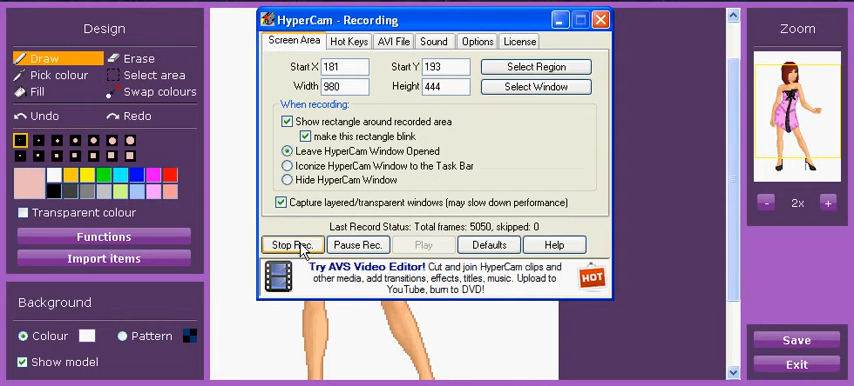 Design
Draw
Erase
Pick colour
Select area
Fill
Swap colours
Undo
Redo
Transparent colour
Functions
Import items
Background
Colour
Pattern
Show model
HyperCam - Recording
Screen Area
Hot Keys
AVI File
Sound
Options
License
Start X 181
Start Y 193
Select Region
Width 980
Height 444
Select Window
When recording:
Show rectangle around recorded area
make this rectangle blink
Leave HyperCam Window Opened
Iconize HyperCam Window to the Task Bar
Hide HyperCam Window
Capture layered/transparent windows (may slow down performance)
Last Record Status: Total frames: 5050, skipped: 0
Stop Rec.
Pause Rec.
Play
Defaults
Help
Try AVS Video Editor! Cut and join HyperCam clips and
other media, add transitions, effects, titles, music. Upload to
YouTube, burn to DVD!
HOT
Zoom
- 2x +
Save
Exit